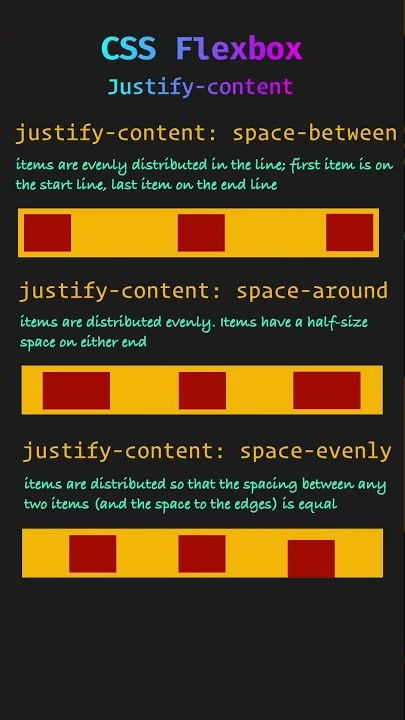 CSS Flexbox
Justify-content
justify-content: space-between
items are evenly distributed in the line; first item is on
the start line, last item on the end line
justify-content: space-around
items are distributed evenly. Items have a half-size
space on either end
justify-content: space-evenly
items are distributed so that the spacing between any
two items (and the space to the edges) is equal